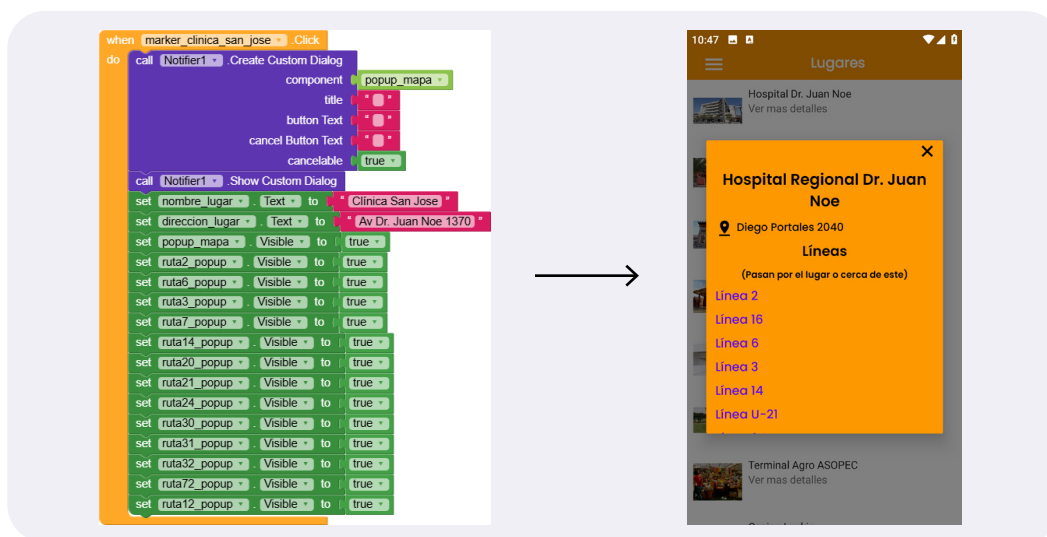 when marker_clinica_san_jose .Click
do call Notifier1 .Create Custom Dialog
component popup_mapa
title " "
button Text " "
cancel Button Text " "
cancelable true
call Notifier1 .Show Custom Dialog
set nombre_lugar . Text to " Clinica San Jose "
set direccion_lugar . Text to " Av Dr. Juan Noe 1370 "
set popup_mapa . Visible to true
set ruta2_popup . Visible to true
set ruta6_popup . Visible to true
set ruta3_popup . Visible to true
set ruta7_popup . Visible to true
set ruta14_popup . Visible to true
set ruta20_popup . Visible to true
set ruta21_popup . Visible to true
set ruta24_popup . Visible to true
set ruta30_popup . Visible to true
set ruta31_popup . Visible to true
set ruta32_popup . Visible to true
set ruta72_popup . Visible to true
set ruta12_popup . Visible to true
10:47
Lugares
Hospital Dr. Juan Noe
Ver mas detalles
Hospital Regional Dr. Juan
Noe
Diego Portales 2040
Líneas
(Pasan por el lugar o cerca de este)
Línea 2
Línea 16
Línea 6
Línea 3
Línea 14
Línea U-21
Terminal Agro ASOPEC
Ver mas detalles